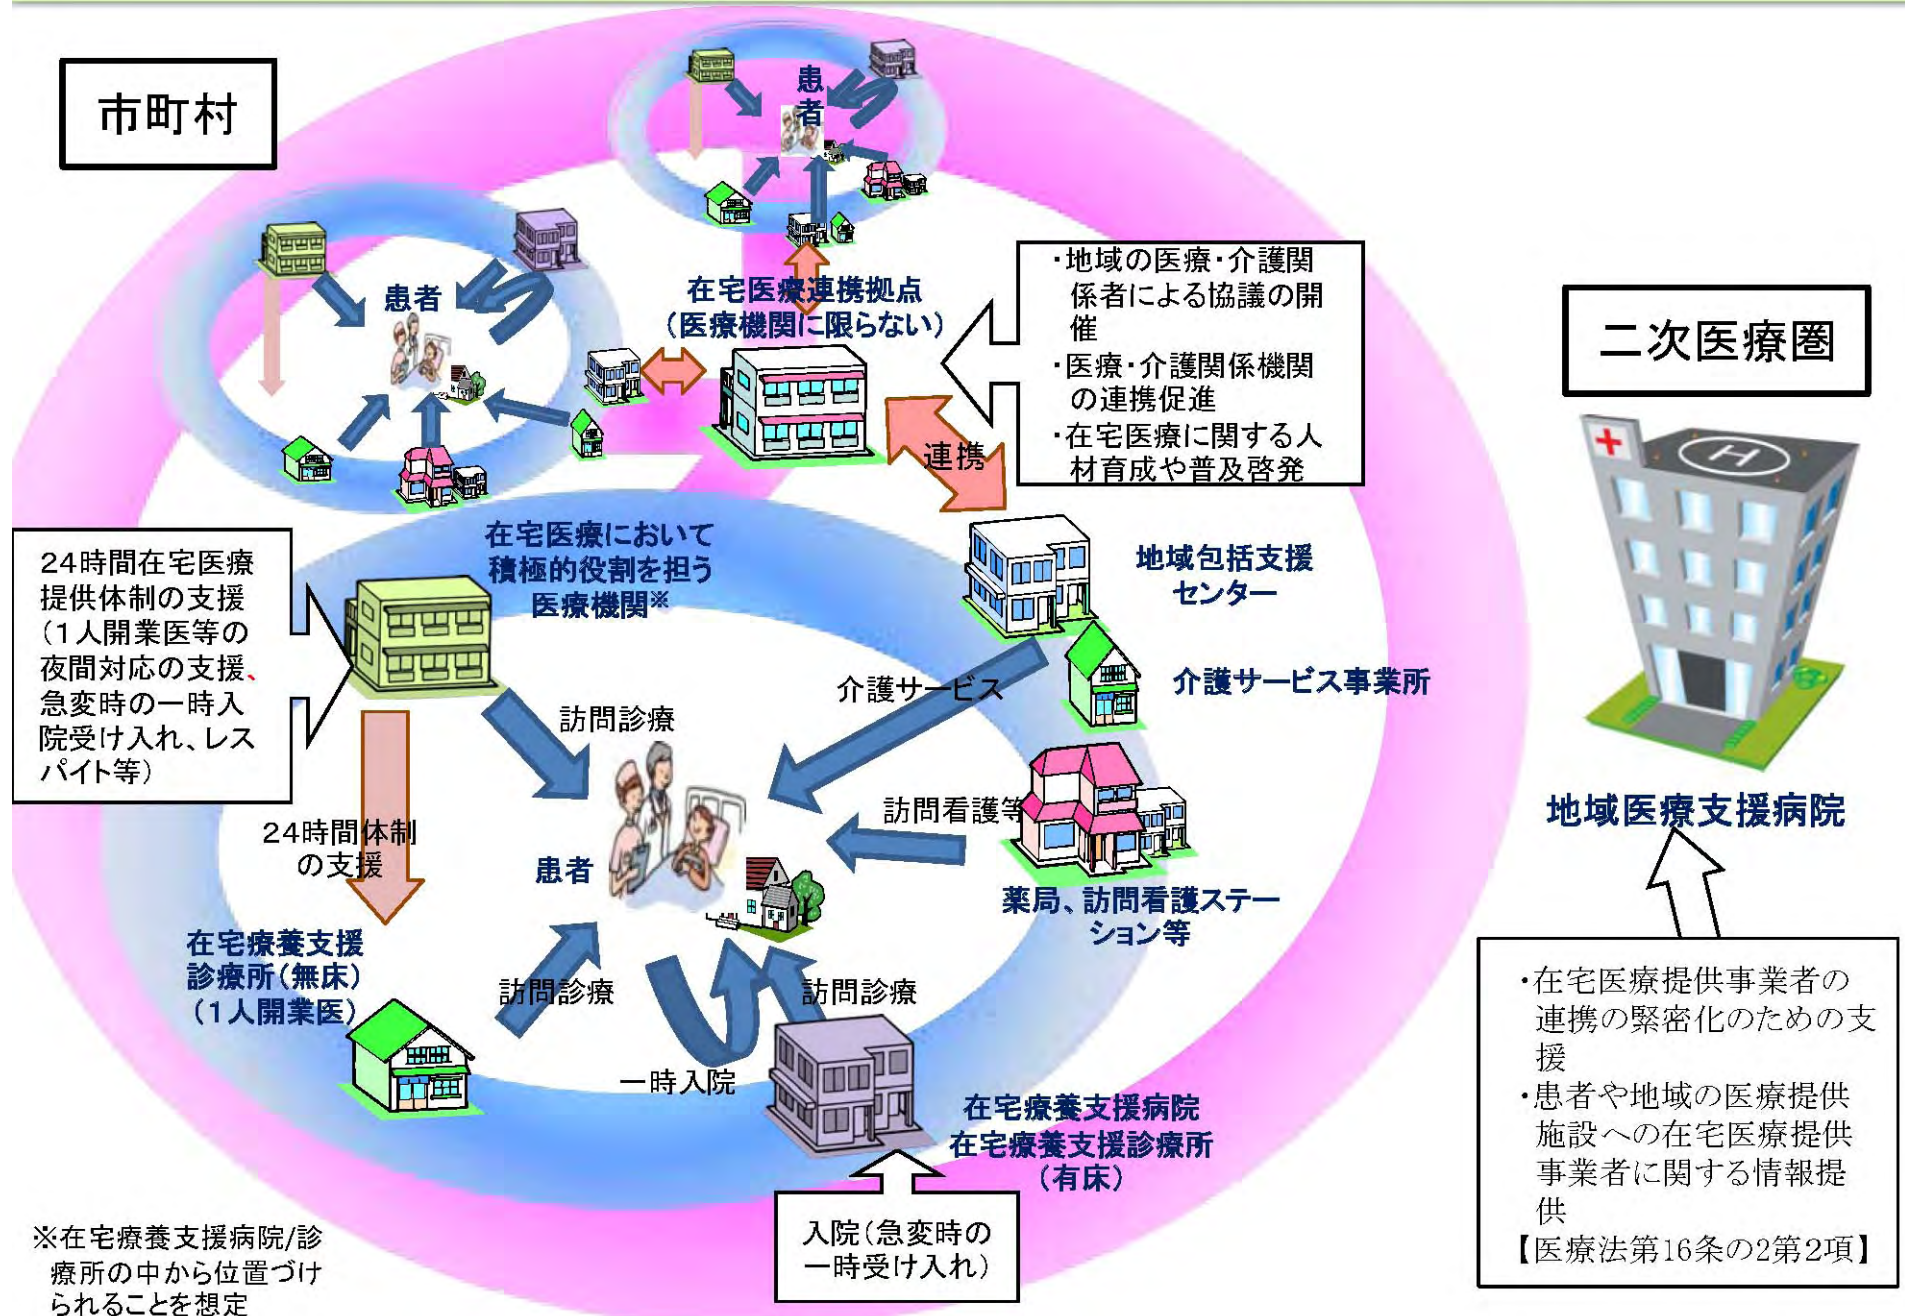 市町村
患
者
患者
在宅医療連携拠点
（医療機関に限らない）
・地域の医療・介護関
係者による協議の開
催
・医療・介護関係機関
の連携促進
・在宅医療に関する人
材育成や普及啓発
二次医療圏
連携
在宅医療において
積極的役割を担う
医療機関※
24時間在宅医療
提供体制の支援
（1人開業医等の
夜間対応の支援、
急変時の一時入
院受け入れ、レス
パイト等）
地域包括支援
センター
介護サービス
介護サービス事業所
訪問診療
訪問看護等
24時間体制
の支援
患者
薬局、訪問看護ステー
ション等
H
地域医療支援病院
在宅療養支援
診療所（無床）
（1人開業医）
訪問診療
訪問診療
一時入院
在宅療養支援病院
在宅療養支援診療所
（有床）
入院（急変時の
一時受け入れ）
・在宅医療提供事業者の
連携の緊密化のための支
援
・患者や地域の医療提供
施設への在宅医療提供
事業者に関する情報提
供
【医療法第16条の2第2項】
※在宅療養支援病院/診
療所の中から位置づけ
られることを想定